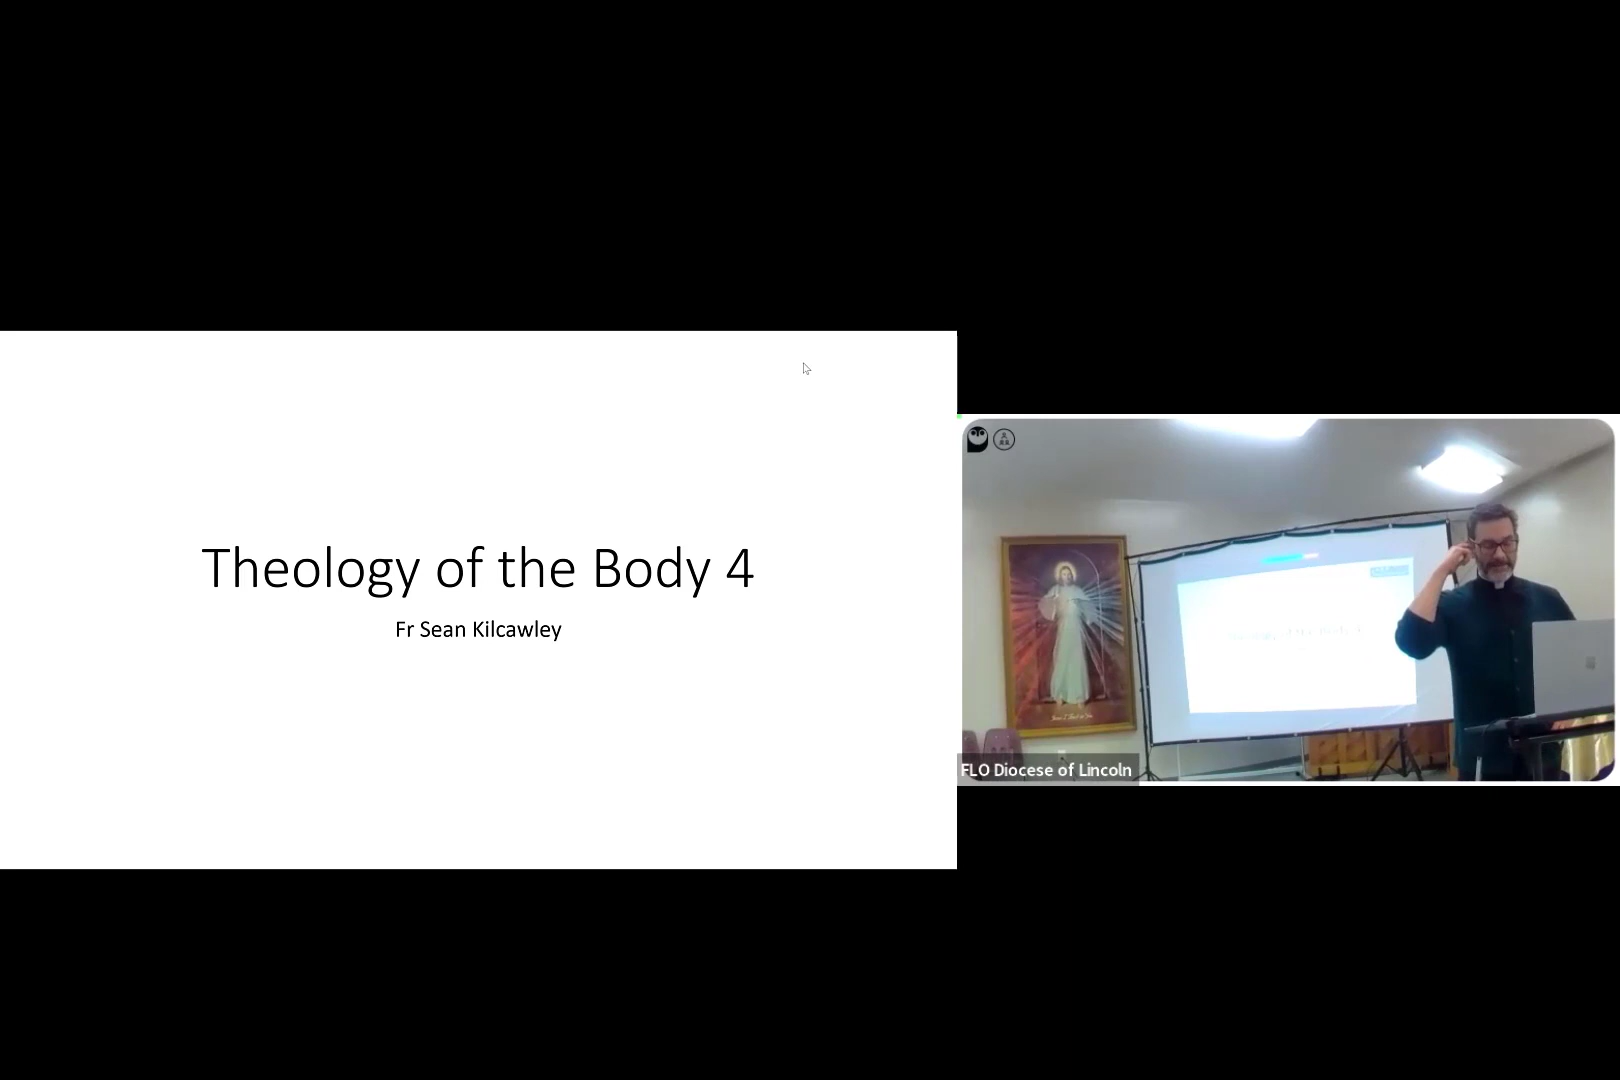 Theology of the Body 4
Fr Sean Kilcawley
FLO Diocese of Lincoln